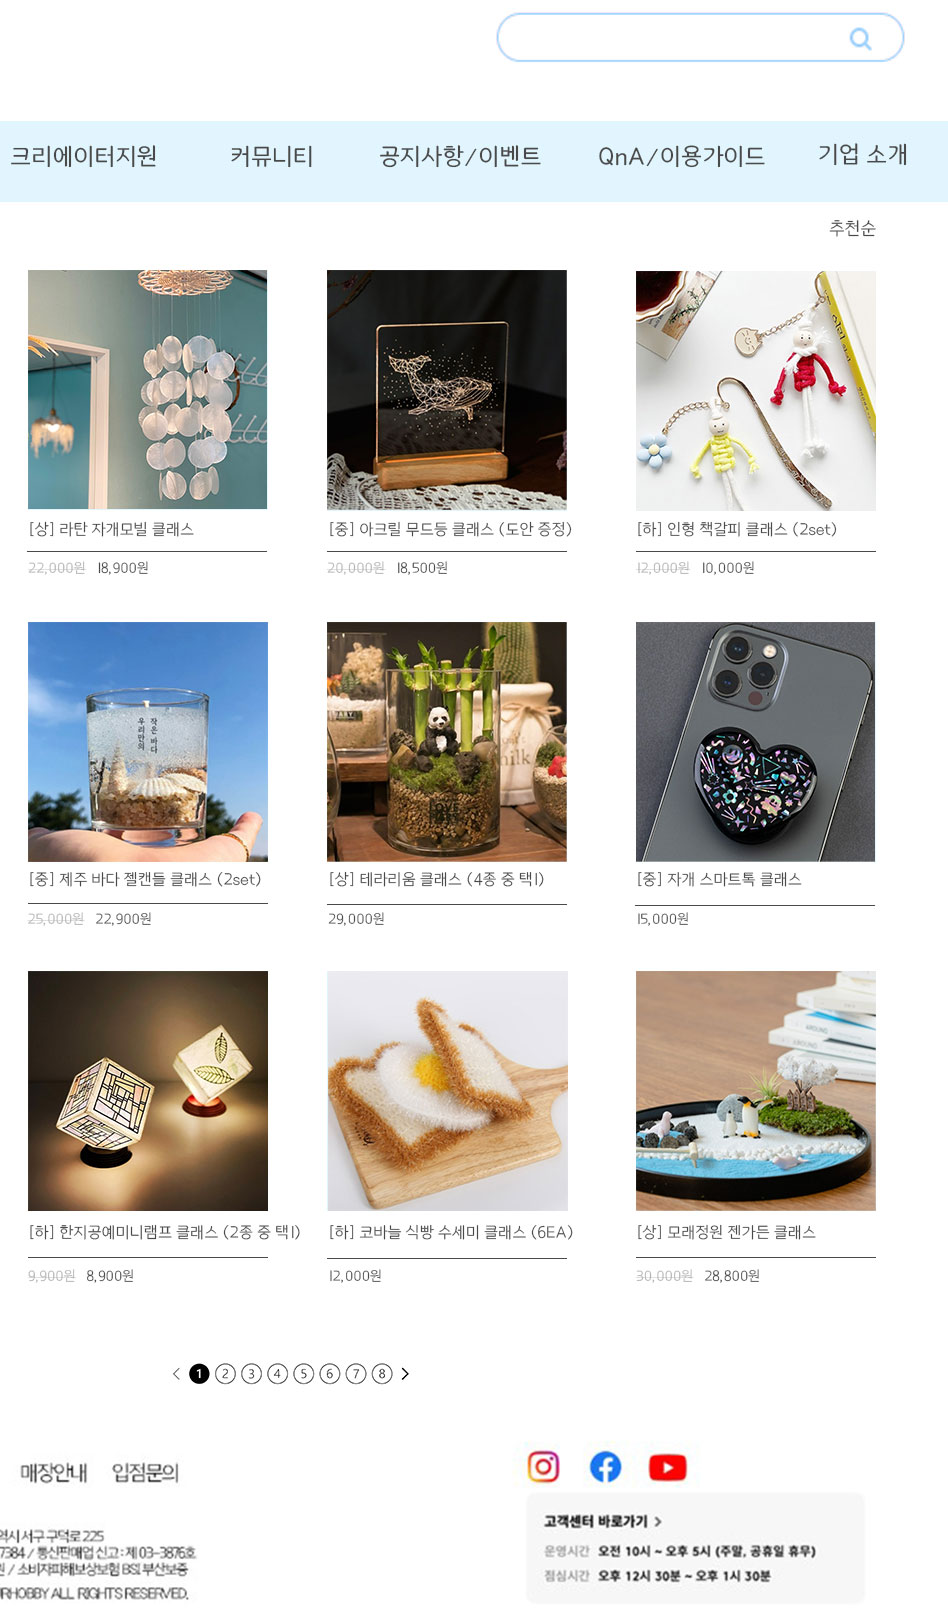 크리에이터지원 커뮤니티 공지사항/이벤트 QnA/이용가이드 기업 소개
추천순
[상] 라탄 자개모빌 클래스
22,000원 18,900원
[중] 아크릴 무드등 클래스 (도안 증정)
20,000원 18,500원
[하] 인형 책갈피 클래스 (2set)
12,000원 10,000원
작은 바다
우리만의
[중] 제주 바다 젤캔들 클래스 (2set)
25,000원 22,900원
milk
love
[상] 테라리움 클래스 (4종 중 택1)
29,000원
[중] 자개 스마트톡 클래스
15,000원
[하] 한지공예미니램프 클래스 (2종 중 택1)
9,900원 8,900원
[하] 코바늘 식빵 수세미 클래스 (6EA)
12,000원
AROUND
AROUND
[상] 모래정원 젠가든 클래스
30,000원 28,800원
1 2 3 4 5 6 7 8
매장안내 입점문의
역시 서구 구덕로 225
7384 / 통신판매업 신고 : 제 03-3876호
원 / 소비자피해보상보험 BSI 부산보증
RHOBBY ALL RIGHTS RESERVED.
고객센터 바로가기 >
운영시간 오전 10시 ~ 오후 5시 (주말, 공휴일 휴무)
점심시간 오후 12시 30분 ~ 오후 1시 30분